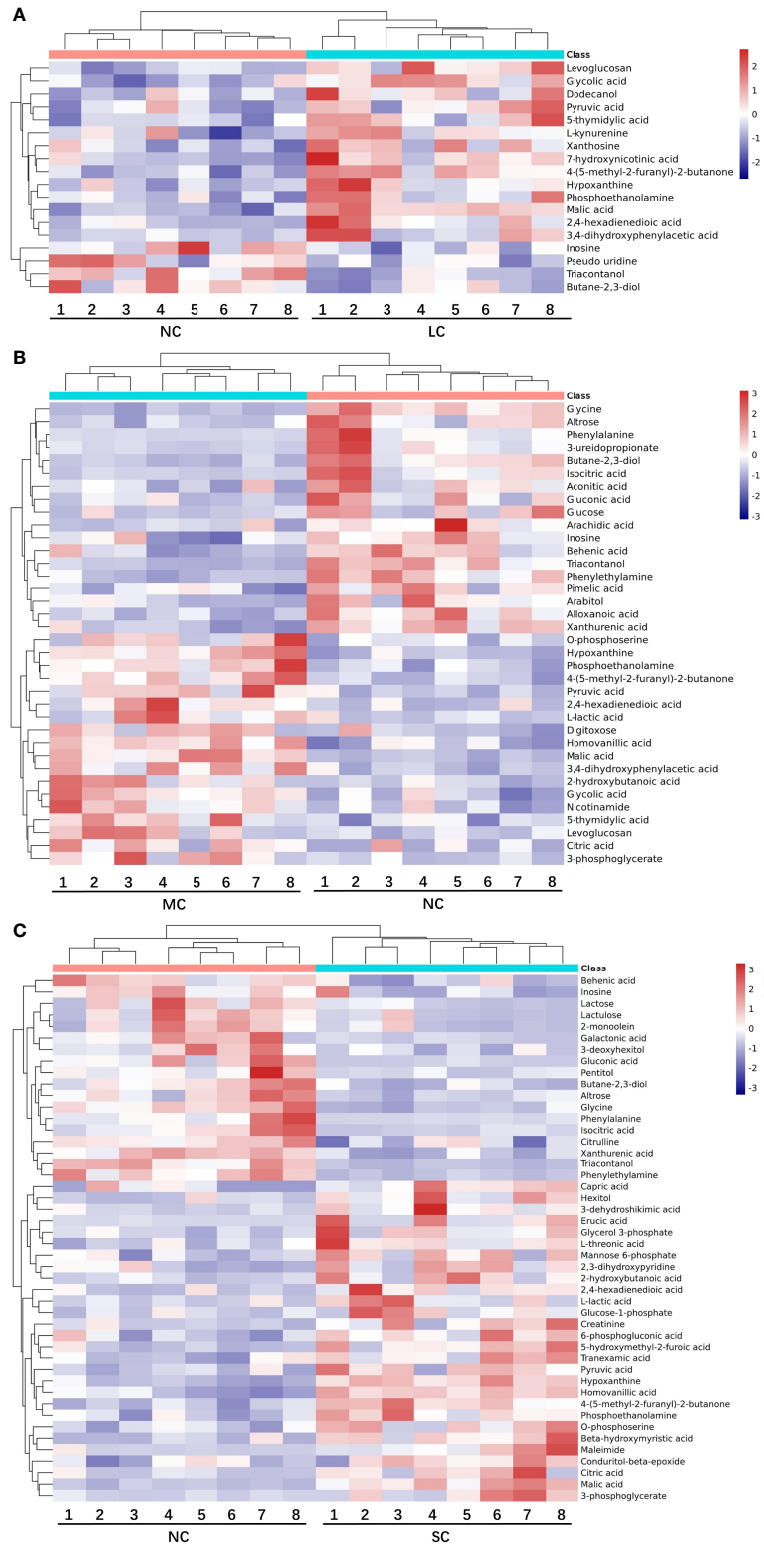 A
Class
Levoglucosan
Glycolic acid
Dodecanol
Pyruvic acid
5-thymidylic acid
L-kynurenine
Xanthosine
7-hydroxynicotinic acid
4-(5-methyl-2-furanyl)-2-butanone
Hypoxanthine
Phosphoethanolamine
Malic acid
2,4-hexadienedioic acid
3,4-dihydroxyphenylacetic acid
Inosine
Pseudo uridine
Triacontanol
Butane-2,3-diol
2
1
0
-1
-2
1 2 3 4 5 6 7 8 1 2 3 4 5 6 7 8
NC LC
B
Class
Glycine
Altrose
Phenylalanine
3-ureidopropionate
Butane-2,3-diol
Isocitric acid
Aconitic acid
Gluconic acid
Glucose
Arachidic acid
Inosine
Behenic acid
Triacontanol
Phenylethylamine
Pimelic acid
Arabitol
Alloxanoic acid
Xanthurenic acid
O-phosphoserine
Hypoxanthine
Phosphoethanolamine
4-(5-methyl-2-furanyl)-2-butanone
Pyruvic acid
2,4-hexadienedioic acid
L-lactic acid
Digitoxose
Homovanillic acid
Malic acid
3,4-dihydroxyphenylacetic acid
2-hydroxybutanoic acid
Glycolic acid
Nicotinamide
5-thymidylic acid
Levoglucosan
Citric acid
3-phosphoglycerate
3
2
1
0
-1
-2
-3
1 2 3 4 5 6 7 8 1 2 3 4 5 6 7 8
MC NC
C
Class
Behenic acid
Inosine
Lactose
Lactulose
2-monoolein
Galactonic acid
3-deoxyhexitol
Gluconic acid
Pentitol
Butane-2,3-diol
Altrose
Glycine
Phenylalanine
Isocitric acid
Citrulline
Xanthurenic acid
Triacontanol
Phenylethylamine
Capric acid
Hexitol
3-dehydroshikimic acid
Erucic acid
Glycerol 3-phosphate
L-threonic acid
Mannose 6-phosphate
2,3-dihydroxypyridine
2-hydroxybutanoic acid
2,4-hexadienedioic acid
L-lactic acid
Glucose-1-phosphate
Creatinine
6-phosphogluconic acid
5-hydroxymethyl-2-furoic acid
Tranexamic acid
Pyruvic acid
Hypoxanthine
Homovanillic acid
4-(5-methyl-2-furanyl)-2-butanone
Phosphoethanolamine
O-phosphoserine
Beta-hydroxymyristic acid
Maleimide
Conduritol-beta-epoxide
Citric acid
Malic acid
3-phosphoglycerate
3
2
1
0
-1
-2
-3
1 2 3 4 5 6 7 8 1 2 3 4 5 6 7 8
NC SC